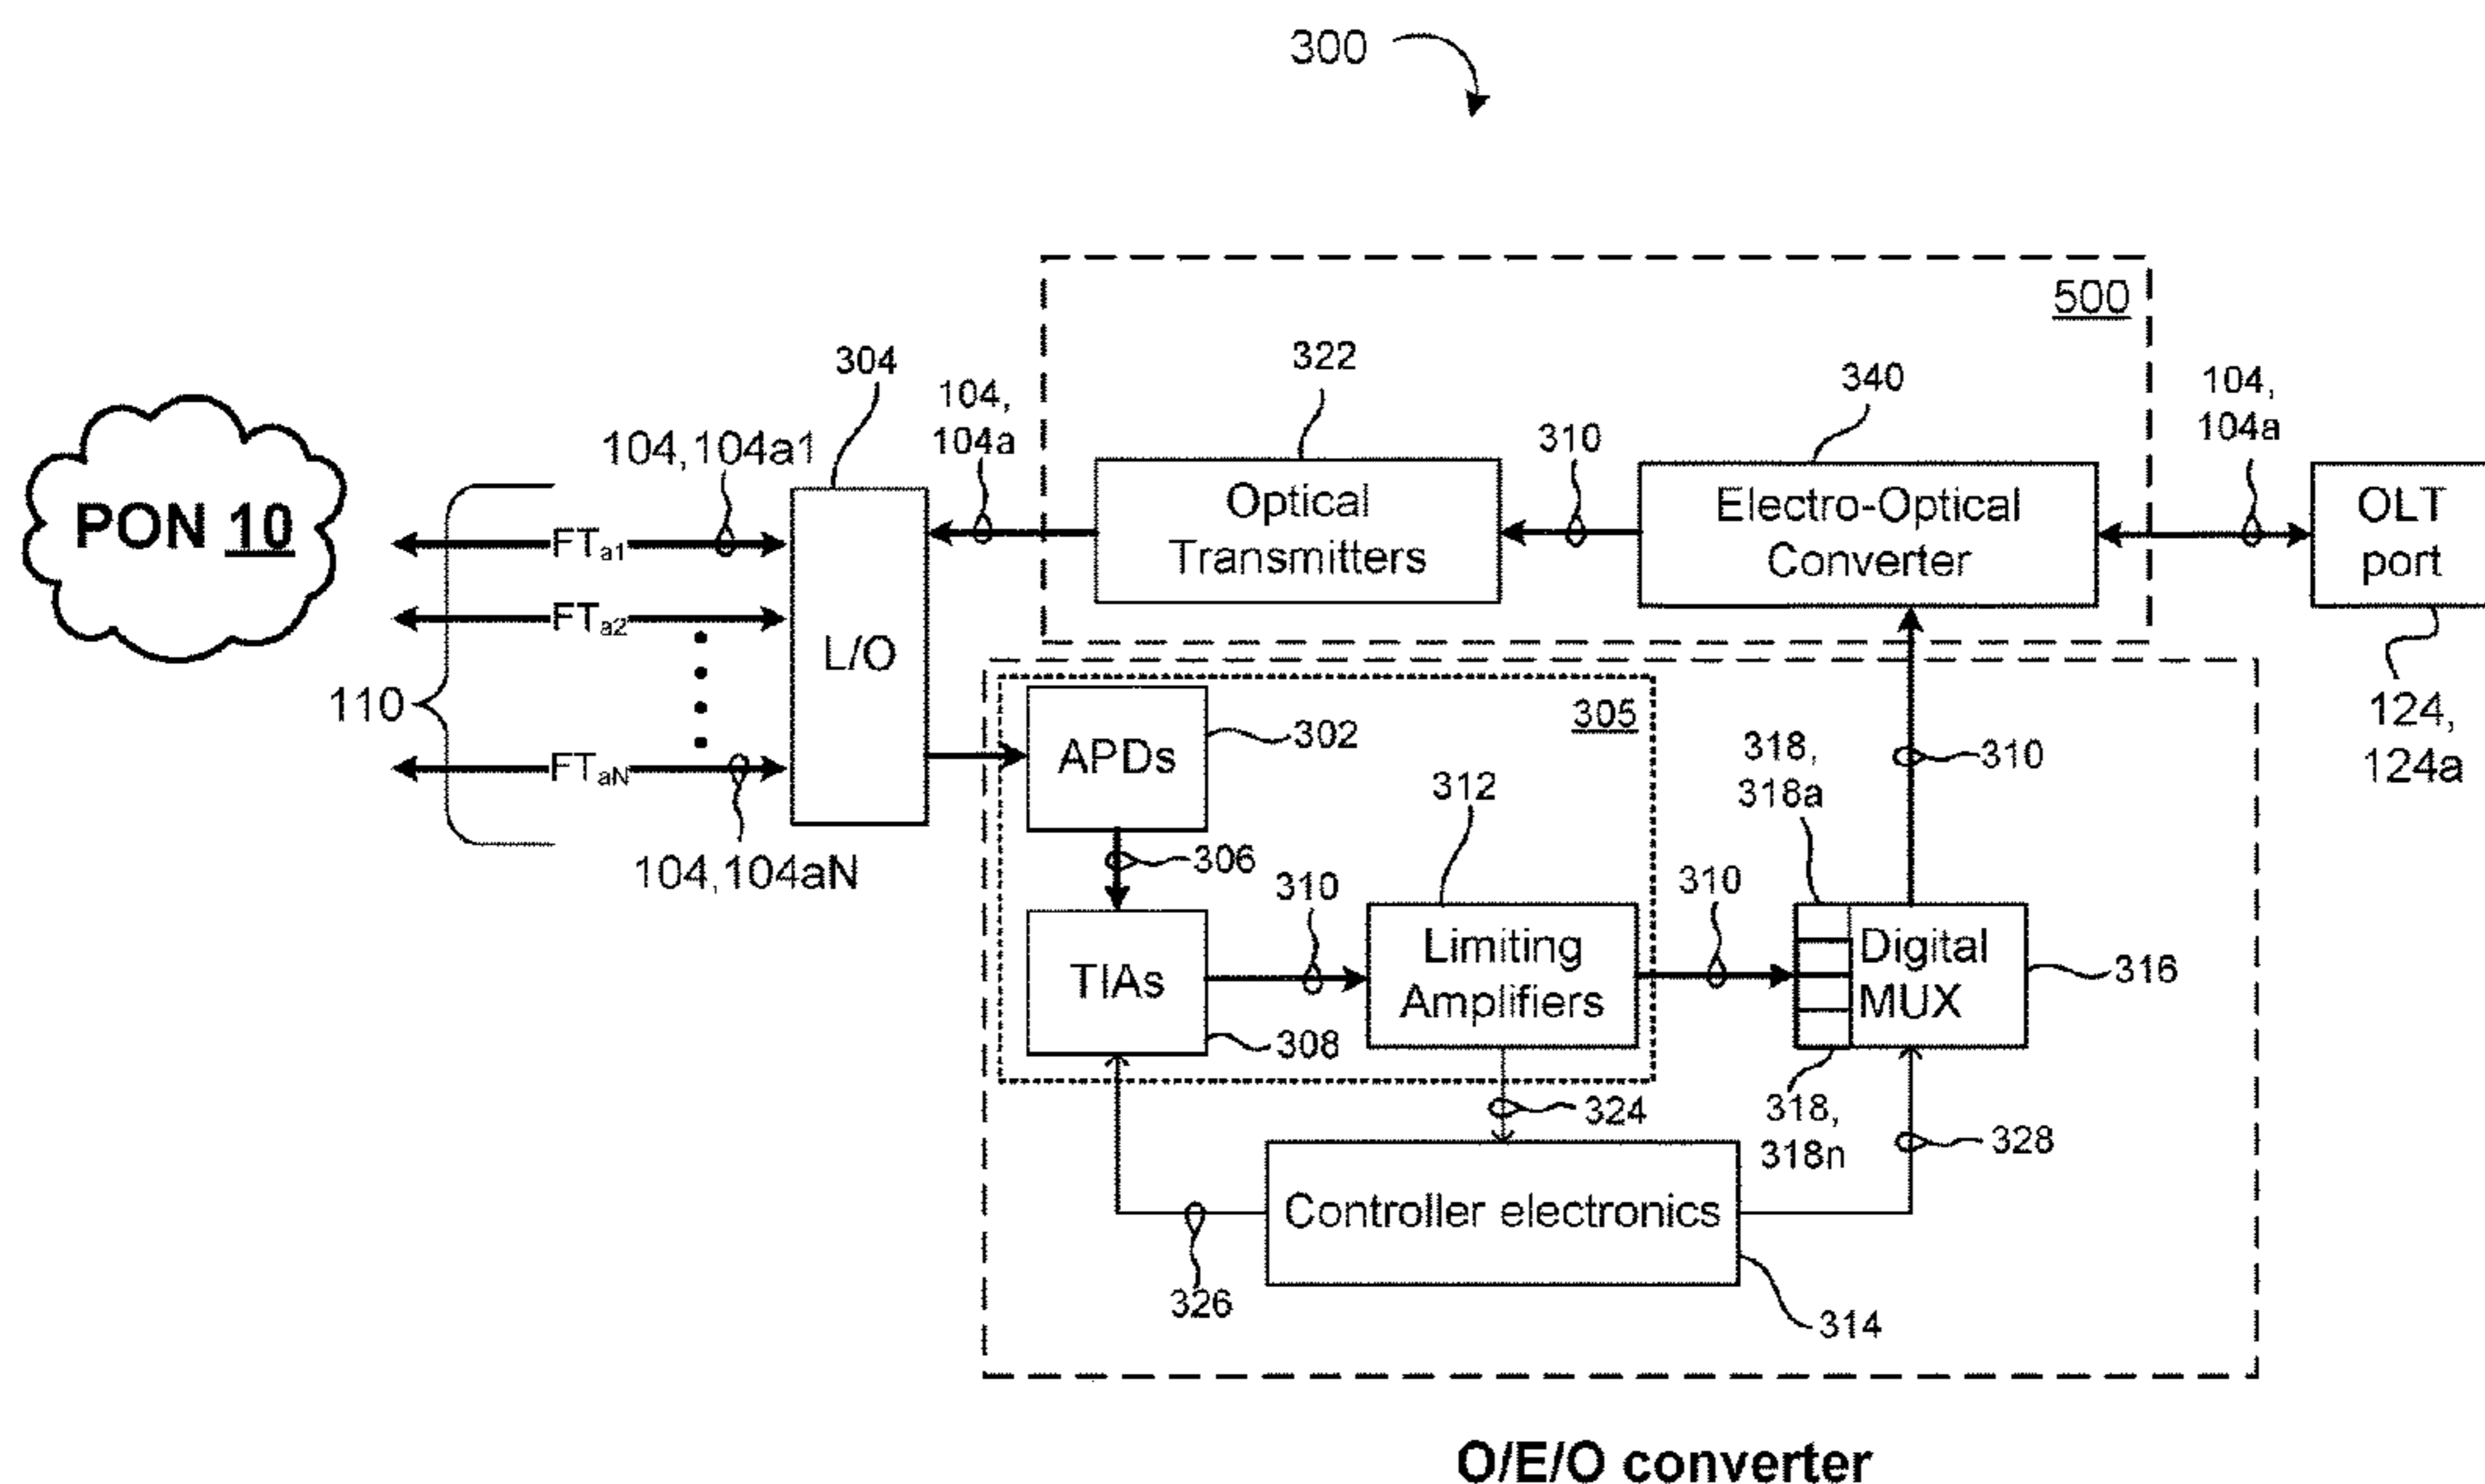 300
500
304
104,
104a
322
310
340
104,
104a
PON 10
104,104a1
FTa1
FTa2
FTaN
110
104,104aN
L/O
Optical
Transmitters
Electro-Optical
Converter
OLT
port
124,
124a
305
APDs
302
306
TIAs
308
310
312
Limiting
Amplifiers
310
318,
318a
Digital
MUX
316
310
318,
318n
324
328
Controller electronics
326
314
O/E/O converter